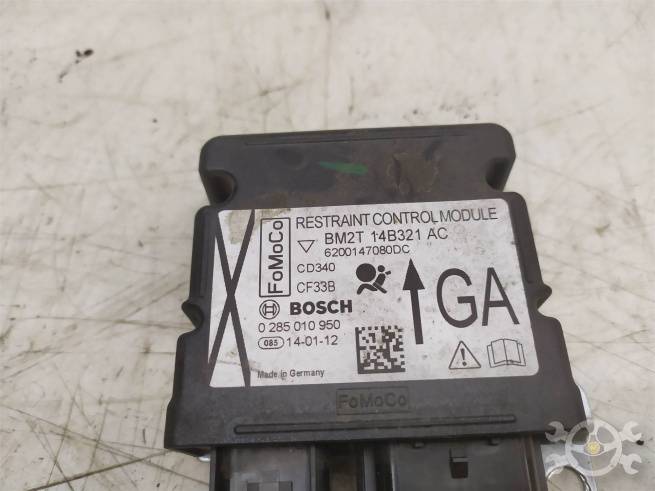 RESTRAINT CONTROL MODULE
FoMoCo
BM2T 14B321 AC
6200147080DC
CD340
CF33B
GA
BOSCH
0 285 010 950
085 14-01-12
Made in Germany
FoMoCo